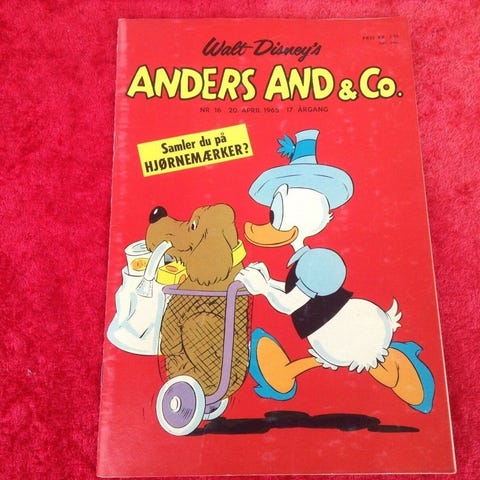 Walt Disney's
ANDERS AND & Co.
NR. 16 · 20. APRIL 1965 · 17. ÅRGANG
Samler du på
HJØRNEMÆRKER?